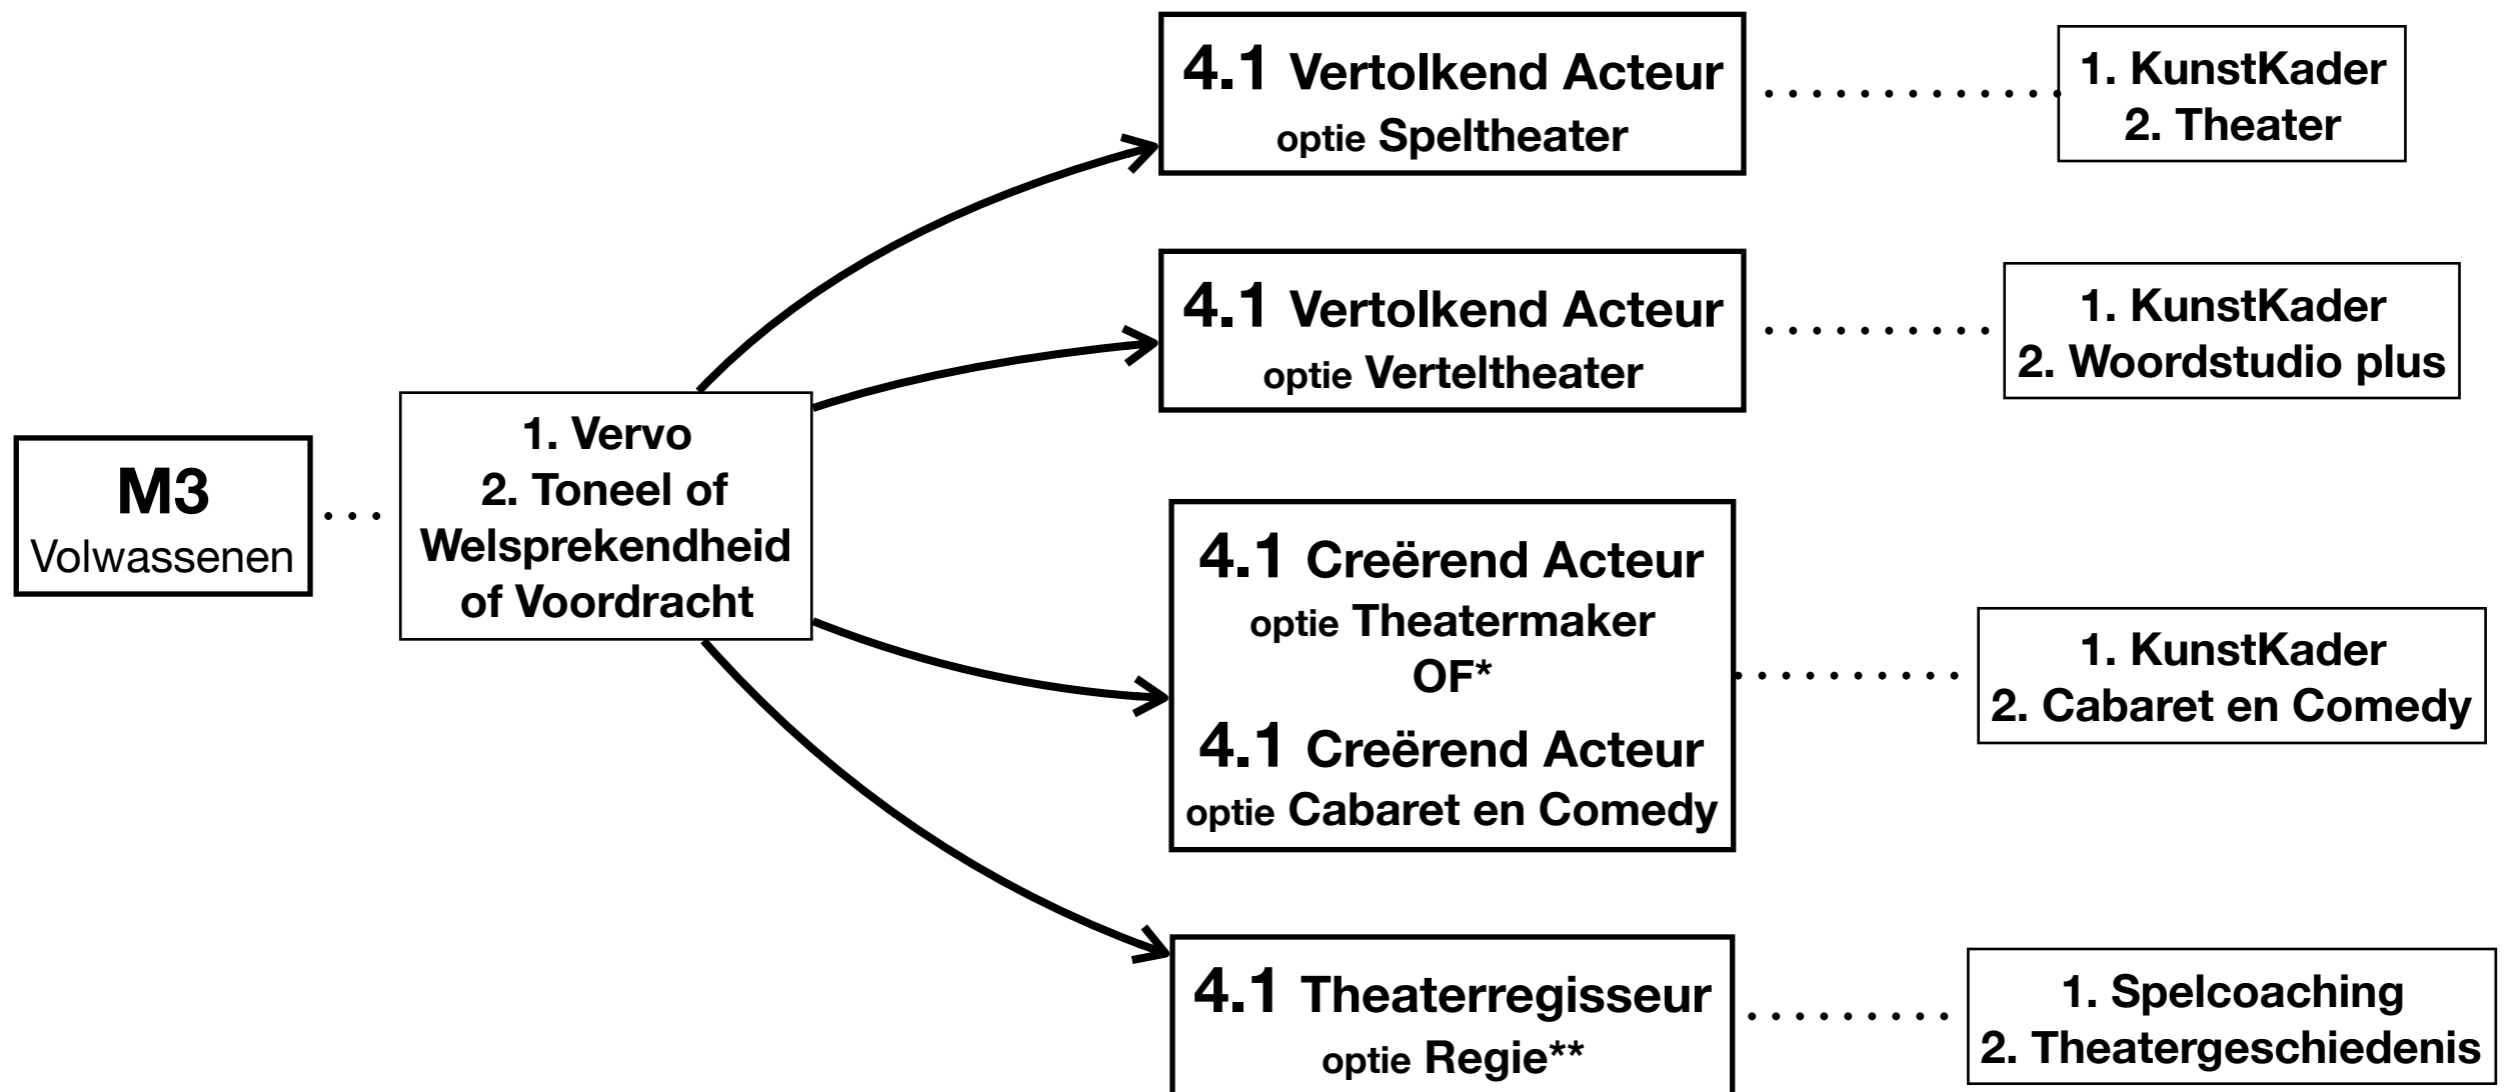 M3
Volwassenen
1. Vervo
2. Toneel of
Welsprekendheid
of Voordracht
4.1 Vertolkend Acteur
optie Speltheater
1. KunstKader
2. Theater
4.1 Vertolkend Acteur
optie Verteltheater
1. KunstKader
2. Woordstudio plus
4.1 Creërend Acteur
optie Theatermaker
OF*
4.1 Creërend Acteur
optie Cabaret en Comedy
1. KunstKader
2. Cabaret en Comedy
4.1 Theaterregisseur
optie Regie**
1. Spelcoaching
2. Theatergeschiedenis